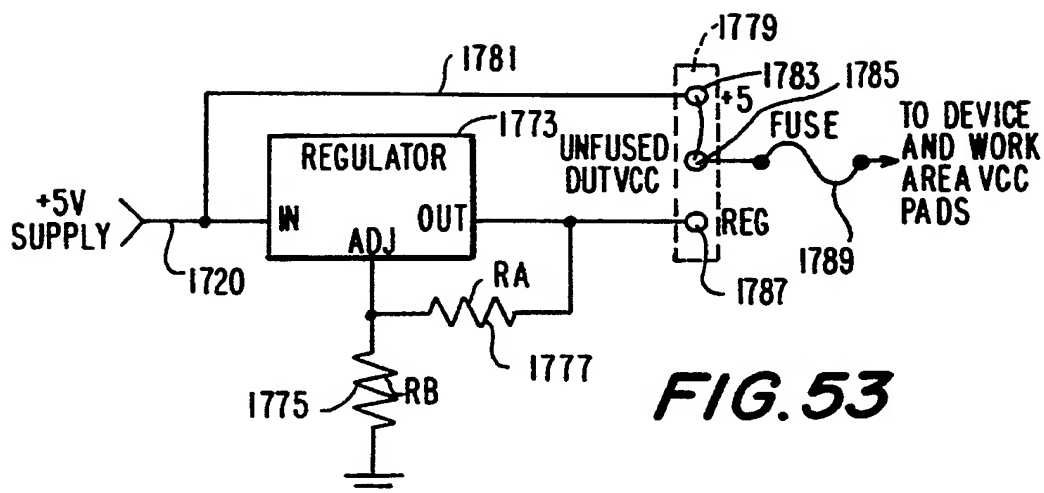 1779
1781
1783
1785
+5
1773
REGULATOR
UNFUSED
DUTVCC
FUSE
TO DEVICE
AND WORK
AREA VCC
PADS
+5V
SUPPLY
IN
OUT
ADJ
REG
1720
RA
1789
1787
1777
1775
RB
FIG. 53